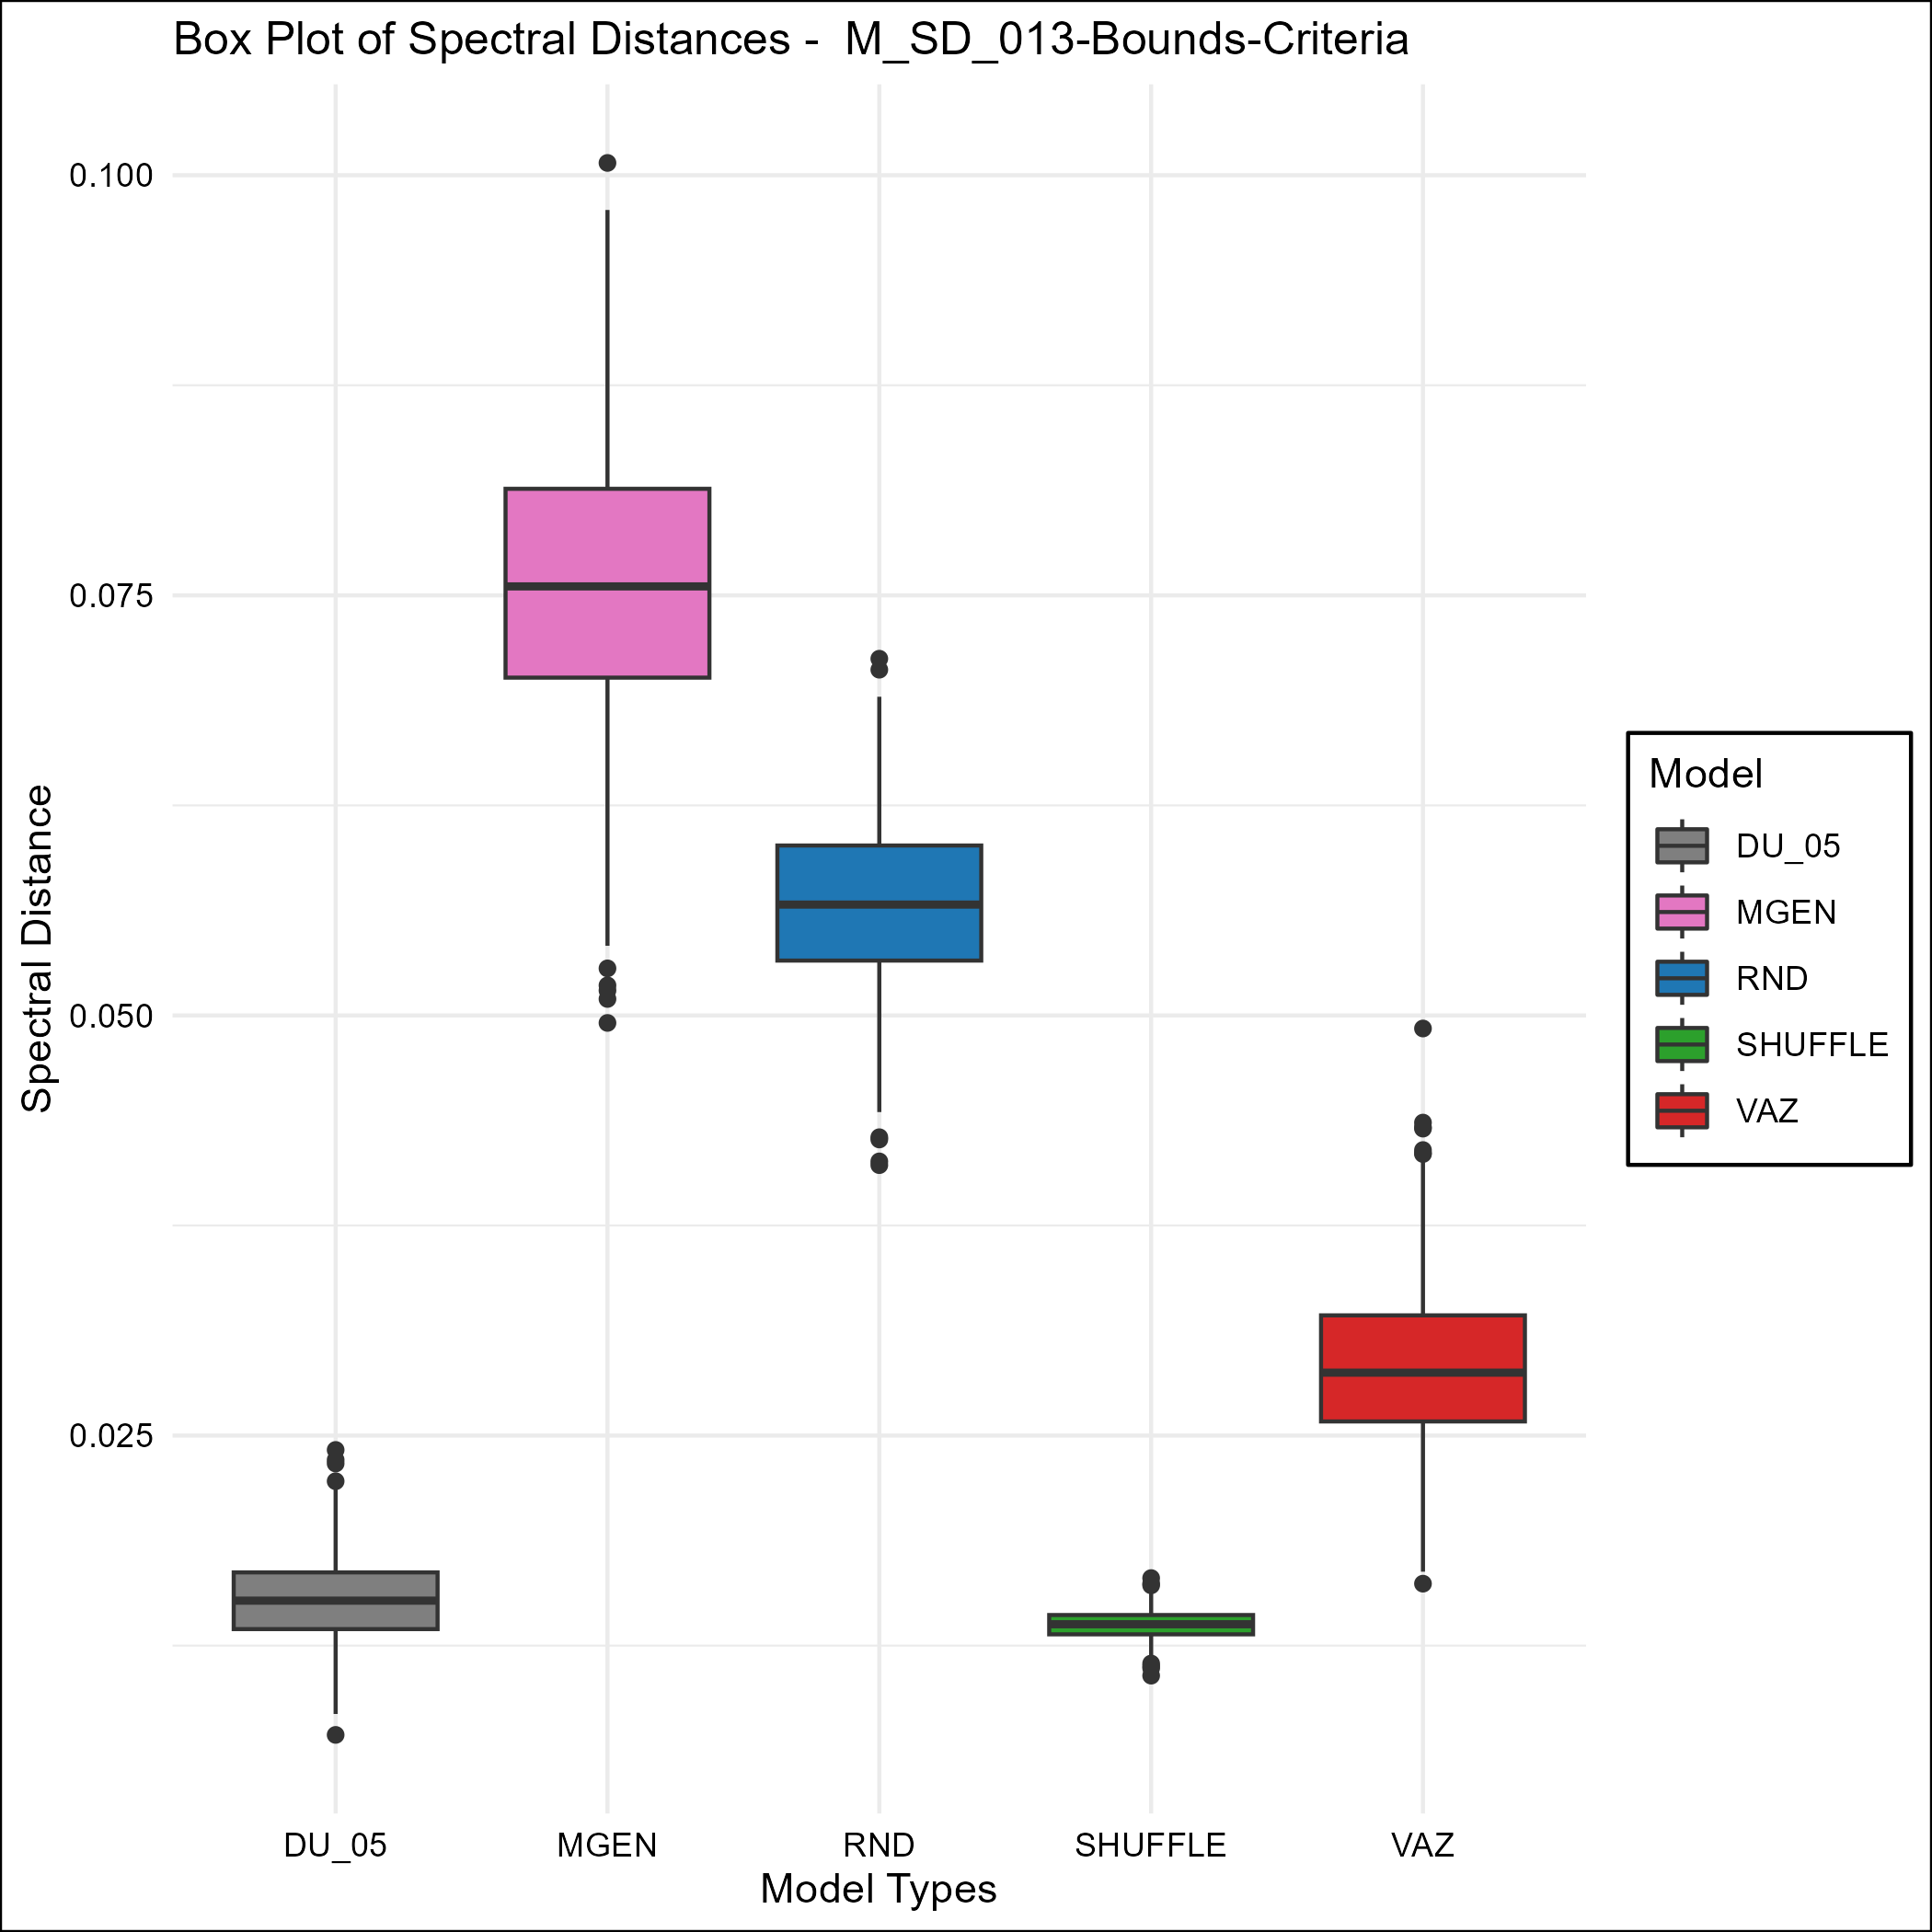 Box Plot of Spectral Distances -  M_SD_013-Bounds-Criteria
0.100
0.075
0.050
0.025
Spectral Distance
DU_05
MGEN
RND
SHUFFLE
VAZ
Model Types
Model
DU_05
MGEN
RND
SHUFFLE
VAZ